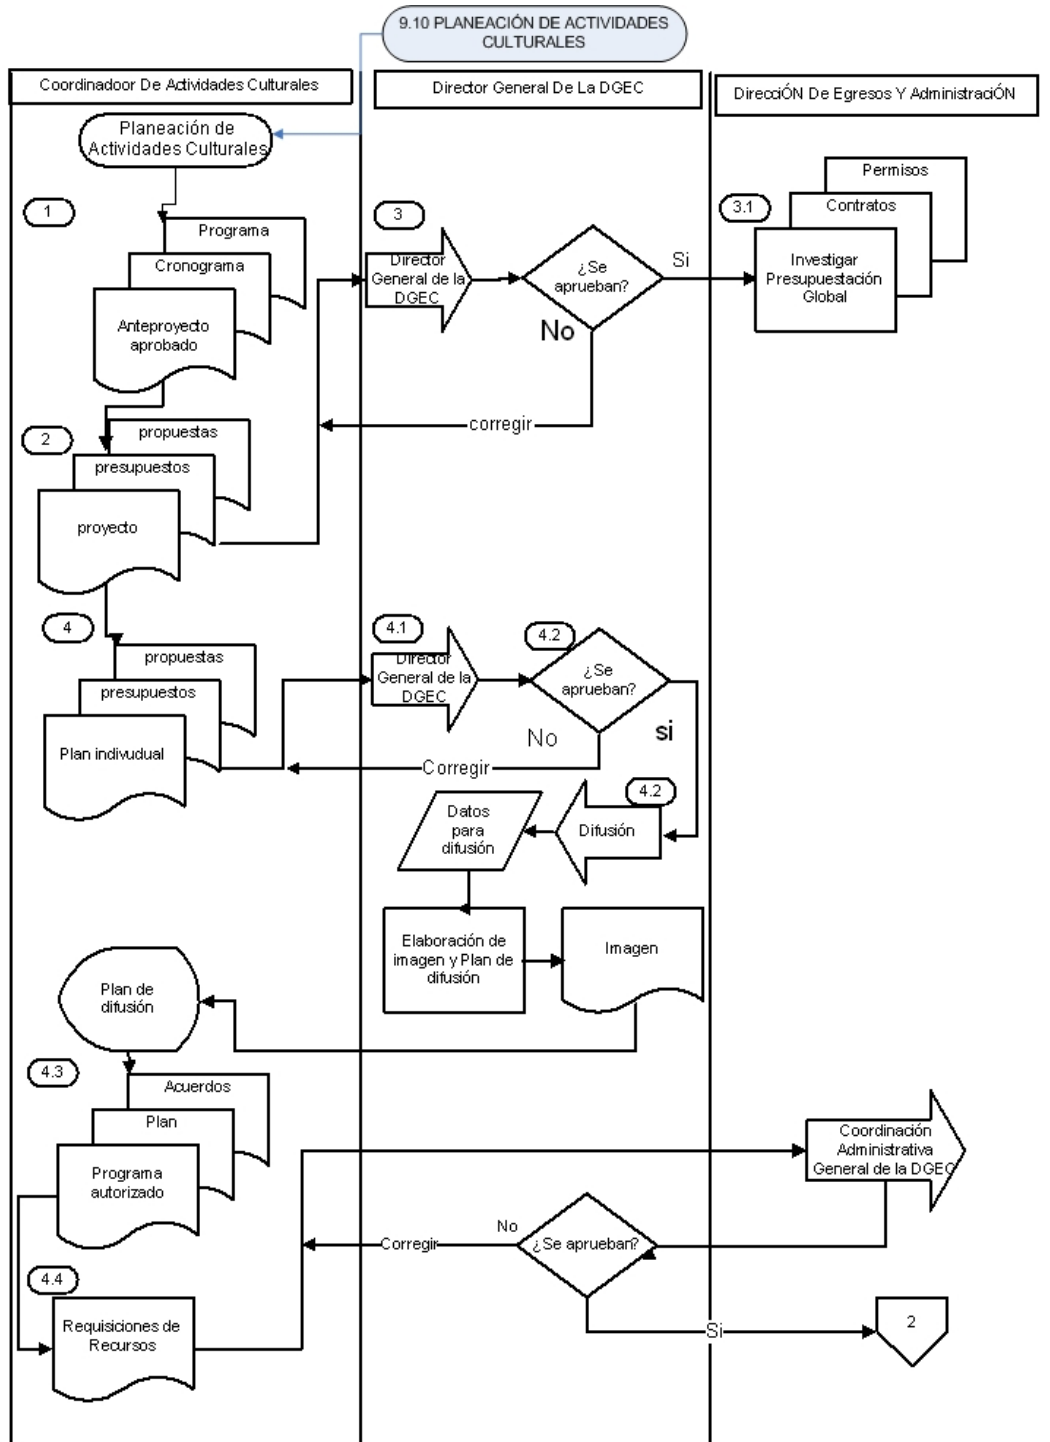 9.10 PLANEACIÓN DE ACTIVIDADES
CULTURALES
Coordinadoor De Actividades Culturales
Director General De La DGEC
DirecciÓN De Egresos Y AdministraciÓN
Planeación de
Actividades Culturales
1
Programa
Cronograma
Anteproyecto
aprobado
3
Director
General de la
DGEC
¿Se
aprueban?
Si
No
corregir
3.1
Permisos
Contratos
Investigar
Presupuestación
Global
2
propuestas
presupuestos
proyecto
4
propuestas
presupuestos
Plan indivudual
4.1
Director
General de la
DGEC
4.2
¿Se
aprueban?
No
si
Corregir
4.2
Difusión
Datos
para
difusión
Elaboración de
imagen y Plan de
difusión
Imagen
Plan de
difusión
4.3
Acuerdos
Plan
Programa
autorizado
4.4
Requisiciones de
Recursos
Coordinación
Administrativa
General de la DGEC
¿Se aprueban?
No
Corregir
Si
2